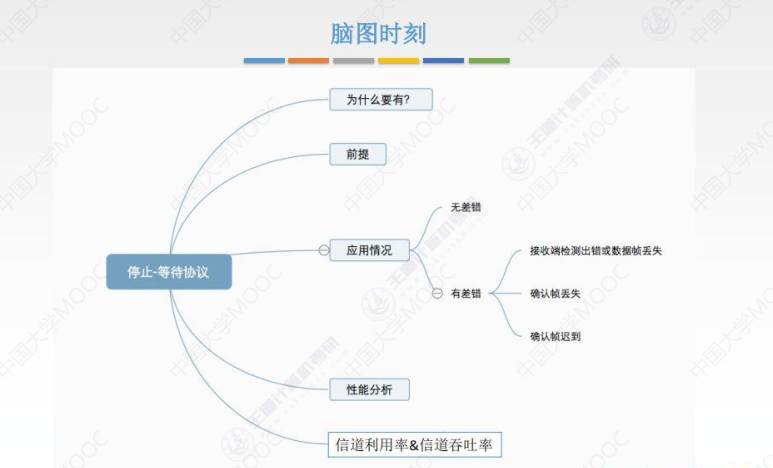 脑图时刻
为什么要有?
前提
停止-等待协议
应用情况
无差错
有差错
接收端检测出错或数据帧丢失
确认帧丢失
确认帧迟到
性能分析
信道利用率&信道吞吐率
中国大学MOOC
王道计算机考研